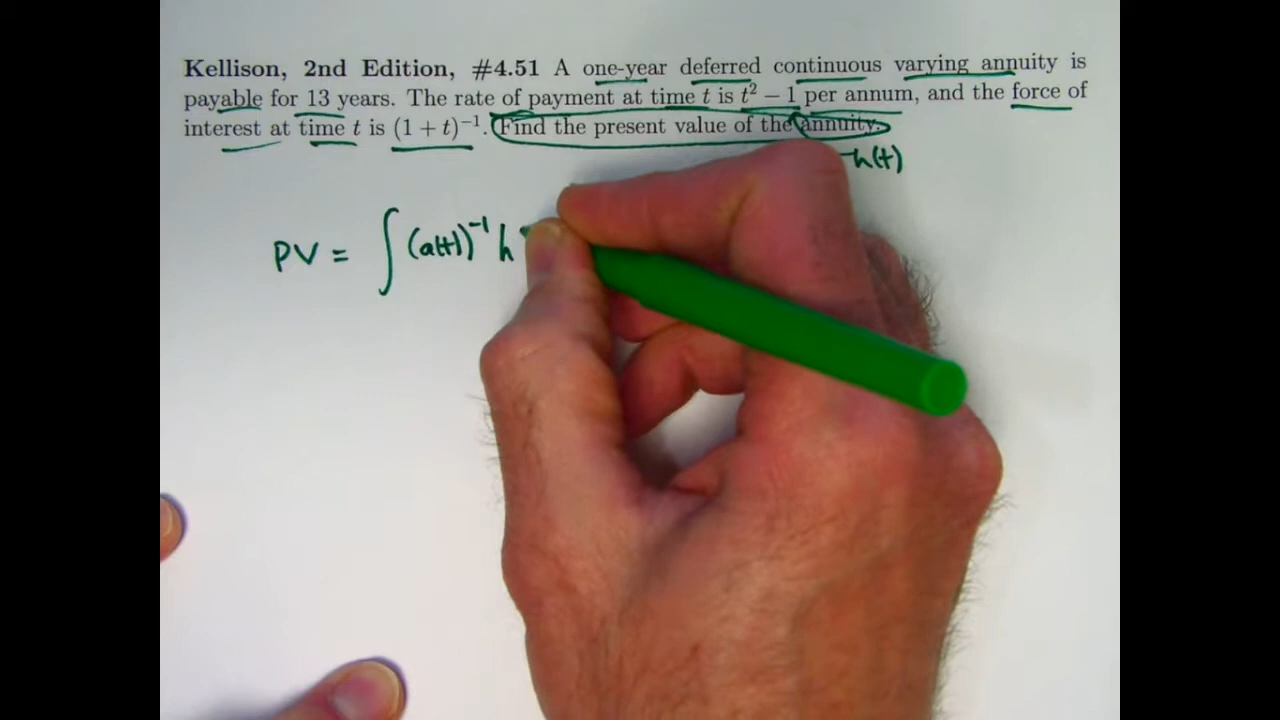 Kellison, 2nd Edition, #4.51 A one-year deferred continuous varying annuity is
payable for 13 years. The rate of payment at time t is t² − 1 per annum, and the force of
interest at time t is (1 + t)⁻¹. Find the present value of the annuity.
h(t)
PV = ∫ (a(t))⁻¹ h